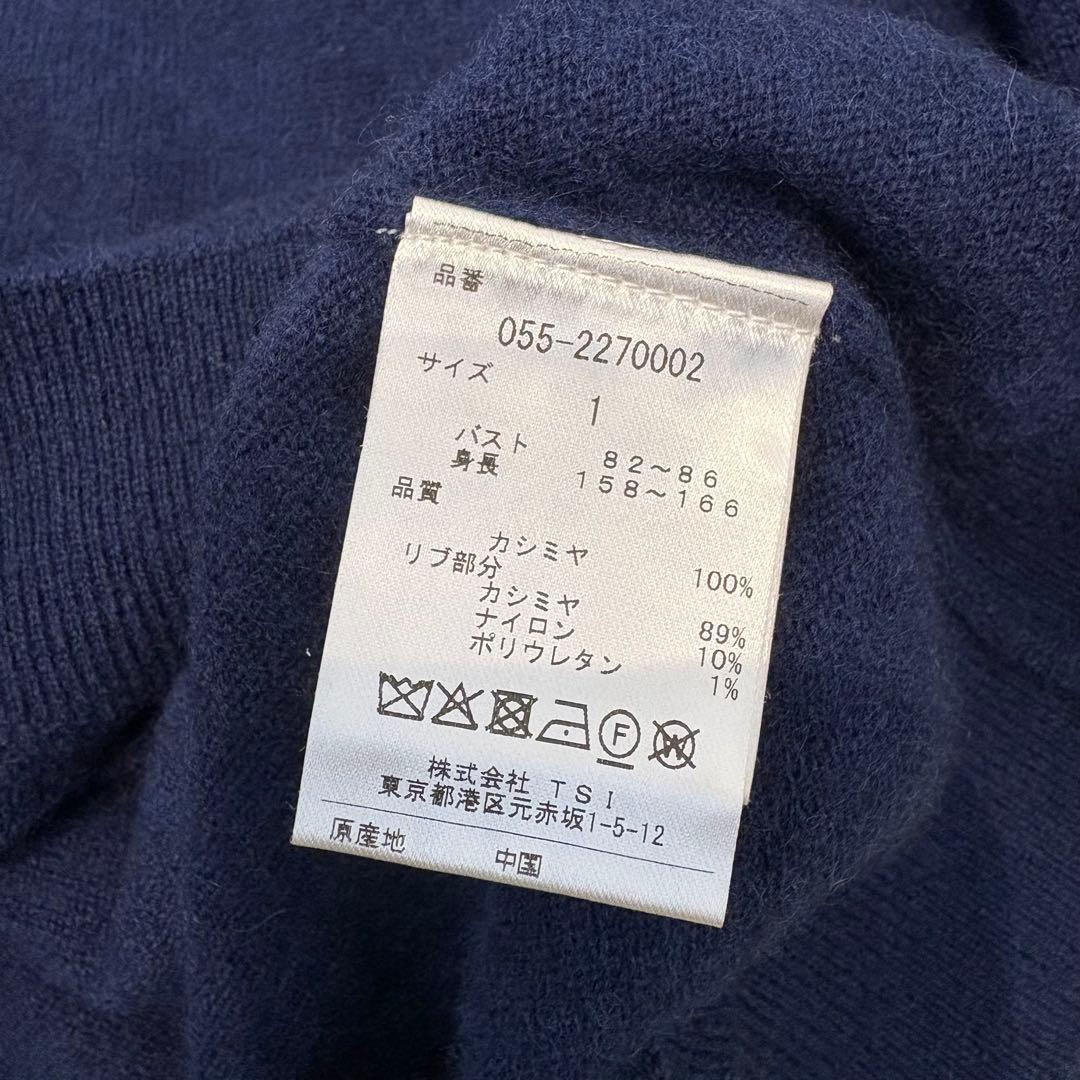 品番
055-2270002
サイズ
1
バスト 82～86
身長 158～166
品質
カシミヤ 100%
リブ部分
カシミヤ 89%
ナイロン 10%
ポリウレタン 1%
F W
株式会社 TSI
東京都港区元赤坂1-5-12
原産地 中国